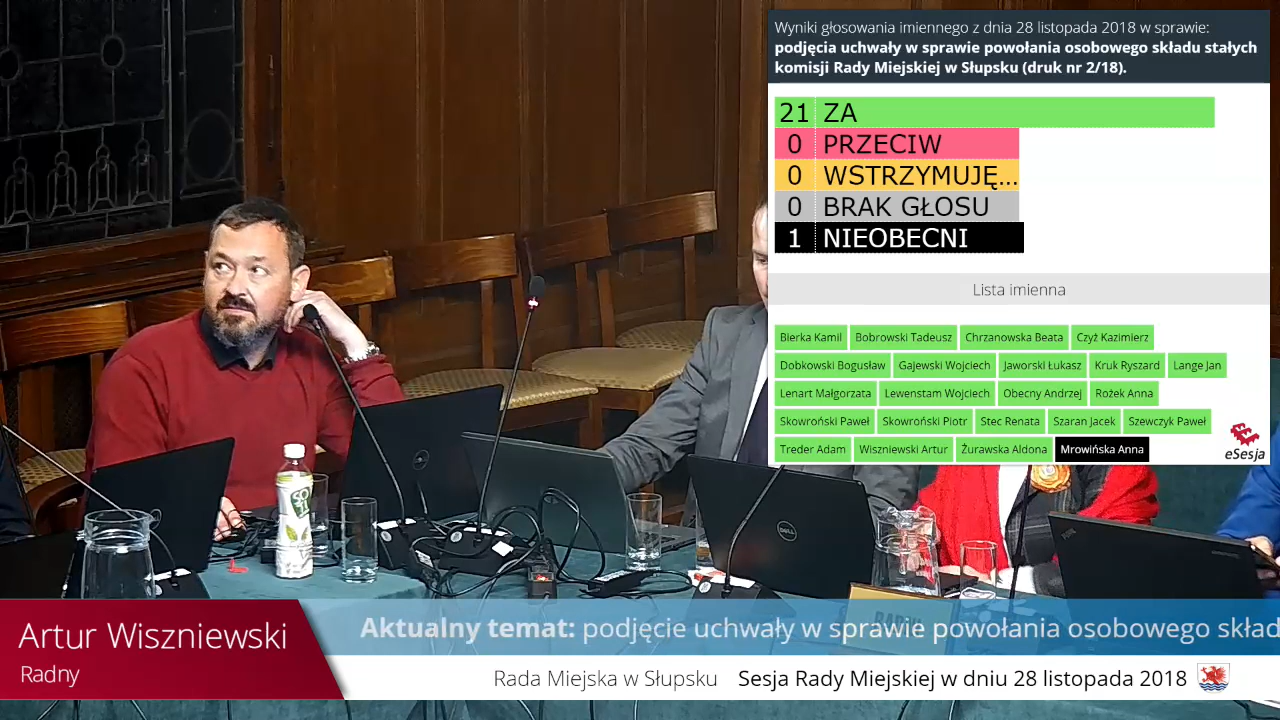 Wyniki głosowania imiennego z dnia 28 listopada 2018 w sprawie:
podjęcia uchwały w sprawie powołania osobowego składu stałych
komisji Rady Miejskiej w Słupsku (druk nr 2/18).
21 ZA
0 PRZECIW
0 WSTRZYMUJĘ...
0 BRAK GŁOSU
1 NIEOBECNI
Lista imienna
Bierka Kamil Bobrowski Tadeusz Chrzanowska Beata Czyż Kazimierz
Dobkowski Bogusław Gajewski Wojciech Jaworski Łukasz Kruk Ryszard Lange Jan
Lenart Małgorzata Lewenstam Wojciech Obecny Andrzej Rożek Anna
Skowroński Paweł Skowroński Piotr Stec Renata Szaran Jacek Szewczyk Paweł
Treder Adam Wiszniewski Artur Żurawska Aldona Mrowińska Anna
eSesja
DELL
Artur Wiszniewski
Radny
Aktualny temat: podjęcie uchwały w sprawie powołania osobowego skład
Rada Miejska w Słupsku Sesja Rady Miejskiej w dniu 28 listopada 2018